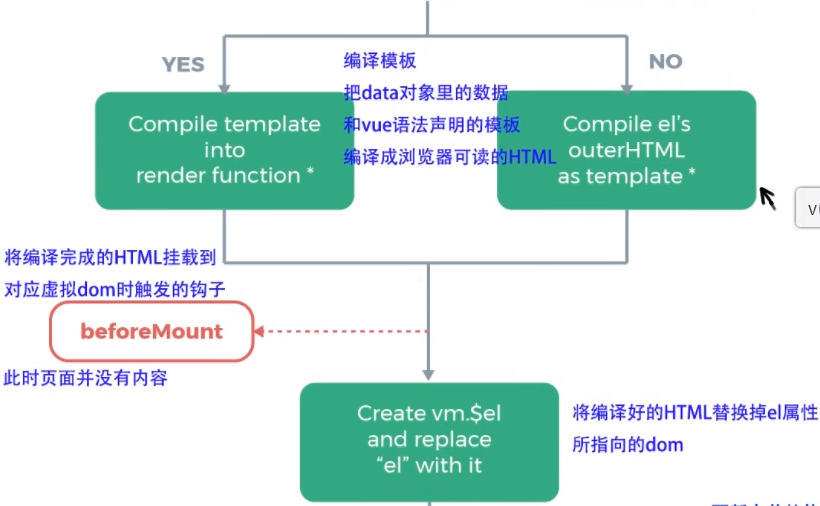 YES
NO
编译模板
把data对象里的数据
和vue语法声明的模板
编译成浏览器可读的HTML
Compile template
into
render function *
Compile el's
outerHTML
as template *
将编译完成的HTML挂载到
对应虚拟dom时触发的钩子
beforeMount
此时页面并没有内容
Create vm.$el
and replace
“el” with it
将编译好的HTML替换掉el属性
所指向的dom